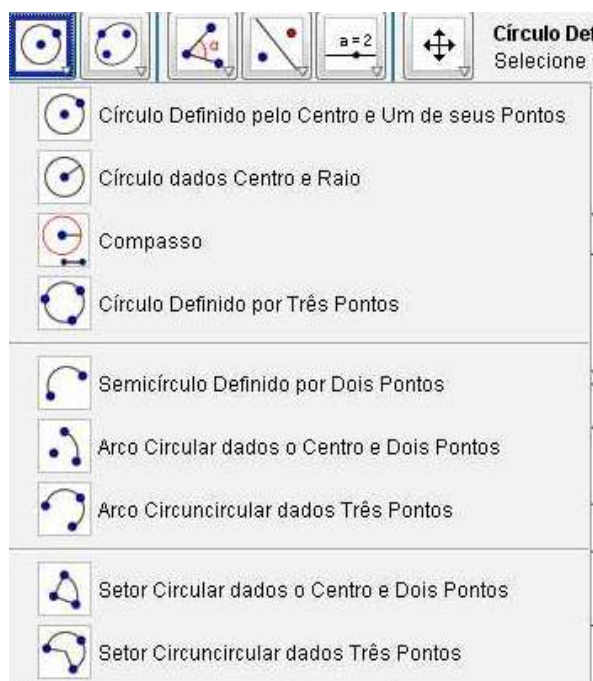 α
a=2
Círculo Def
Selecione
Círculo Definido pelo Centro e Um de seus Pontos
Círculo dados Centro e Raio
Compasso
Círculo Definido por Três Pontos
Semicírculo Definido por Dois Pontos
Arco Circular dados o Centro e Dois Pontos
Arco Circuncircular dados Três Pontos
Setor Circular dados o Centro e Dois Pontos
Setor Circuncircular dados Três Pontos